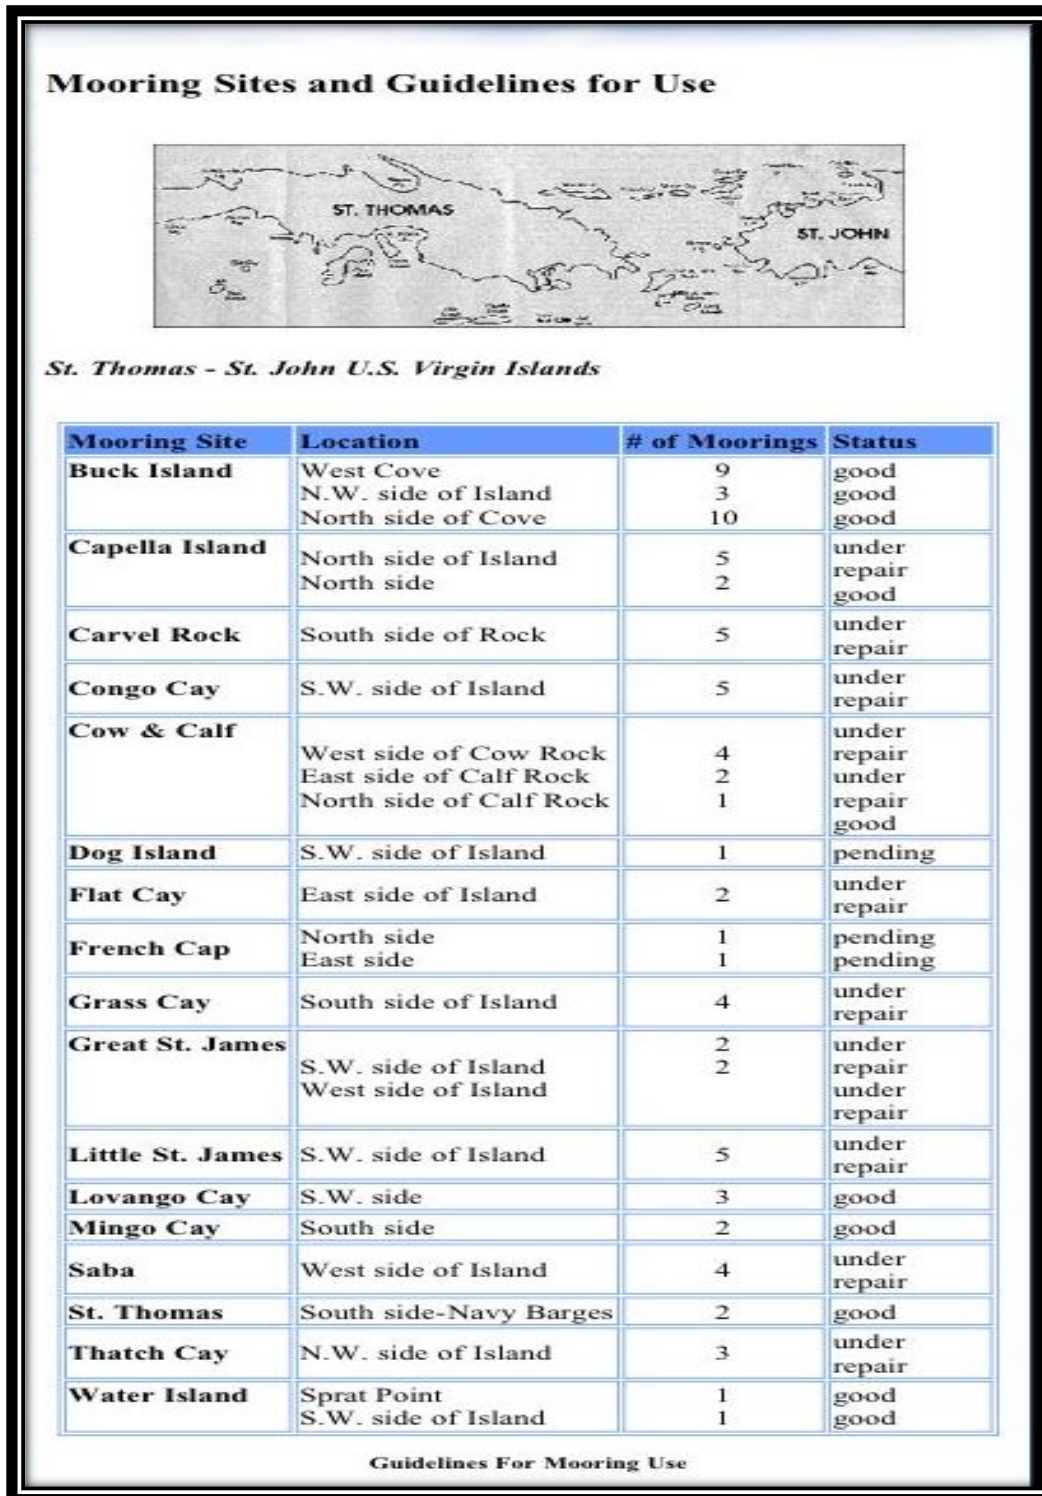 Mooring Sites and Guidelines for Use
ST. THOMAS
ST. JOHN
St. Thomas - St. John U.S. Virgin Islands
Mooring Site Location # of Moorings Status
Buck Island West Cove 9 good
N.W. side of Island 3 good
North side of Cove 10 good
Capella Island under
North side of Island 5 repair
North side 2 good
Carvel Rock South side of Rock 5 under
repair
Congo Cay S.W. side of Island 5 under
repair
Cow & Calf under
West side of Cow Rock 4 repair
East side of Calf Rock 2 under
North side of Calf Rock 1 repair
good
Dog Island S.W. side of Island 1 pending
Flat Cay East side of Island 2 under
repair
French Cap North side 1 pending
East side 1 pending
Grass Cay South side of Island 4 under
repair
Great St. James 2 under
S.W. side of Island 2 repair
West side of Island under
repair
Little St. James S.W. side of Island 5 under
repair
Lovango Cay S.W. side 3 good
Mingo Cay South side 2 good
Saba West side of Island 4 under
repair
St. Thomas South side-Navy Barges 2 good
Thatch Cay N.W. side of Island 3 under
repair
Water Island Sprat Point 1 good
S.W. side of Island 1 good
Guidelines For Mooring Use